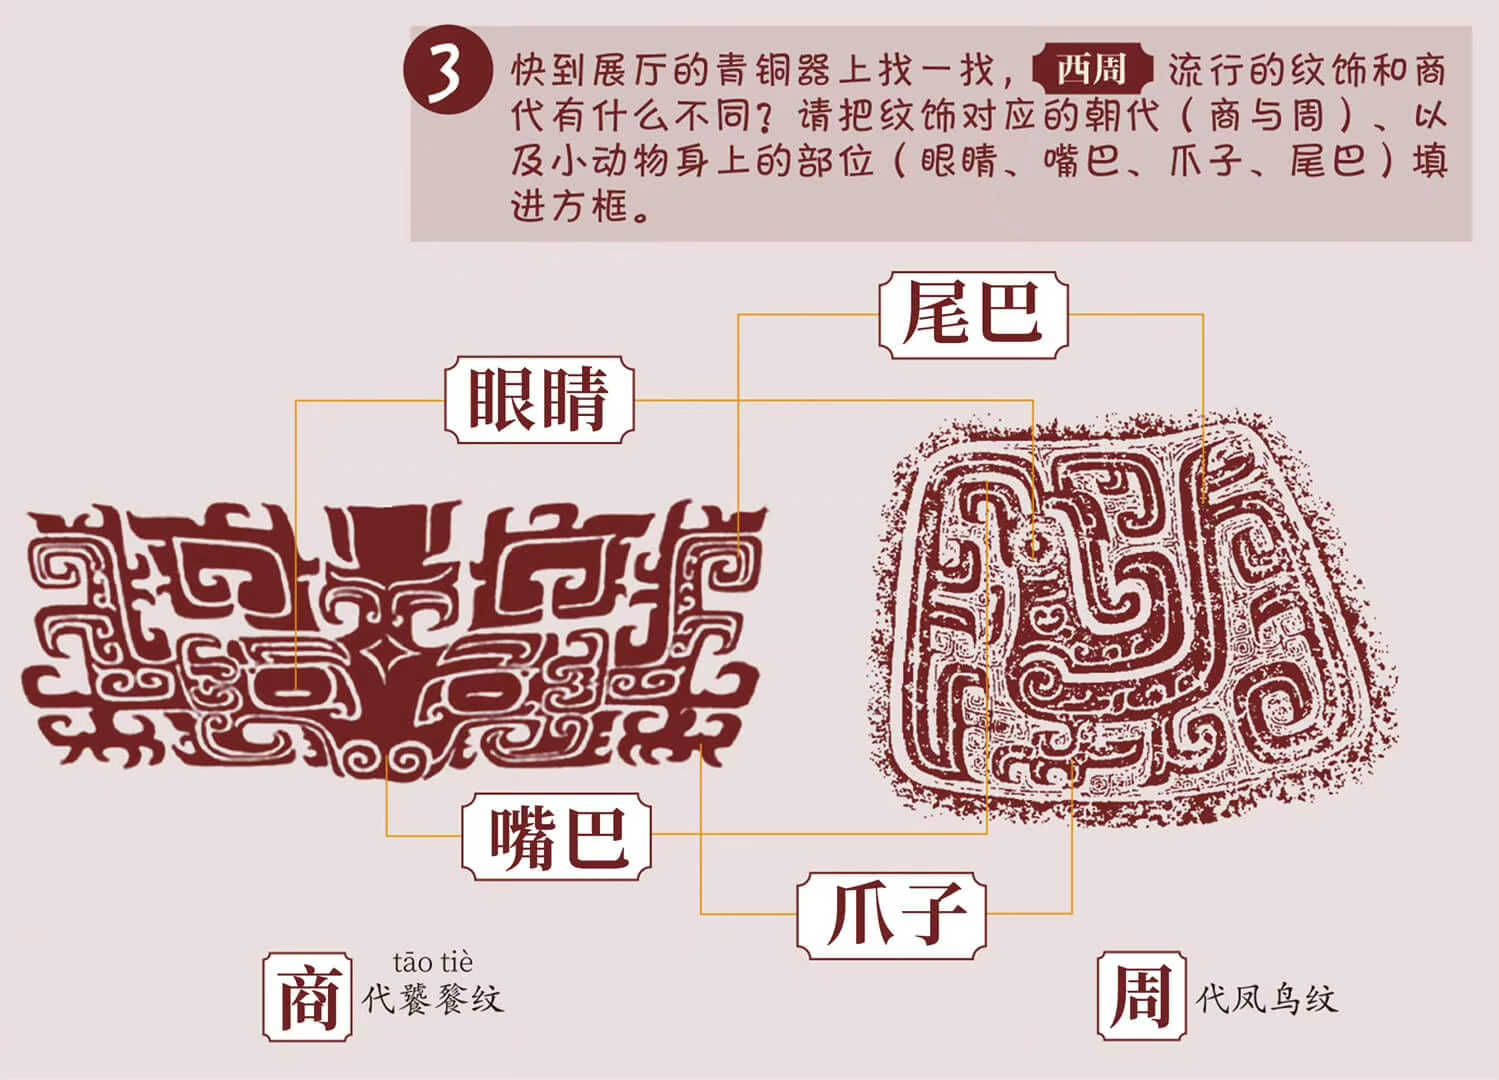 3
快到展厅的青铜器上找一找，西周流行的纹饰和商
代有什么不同？请把纹饰对应的朝代（商与周）、以
及小动物身上的部位（眼睛、嘴巴、爪子、尾巴）填
进方框。
尾巴
眼睛
嘴巴
爪子
tāo tiè
商代饕餮纹
周代凤鸟纹